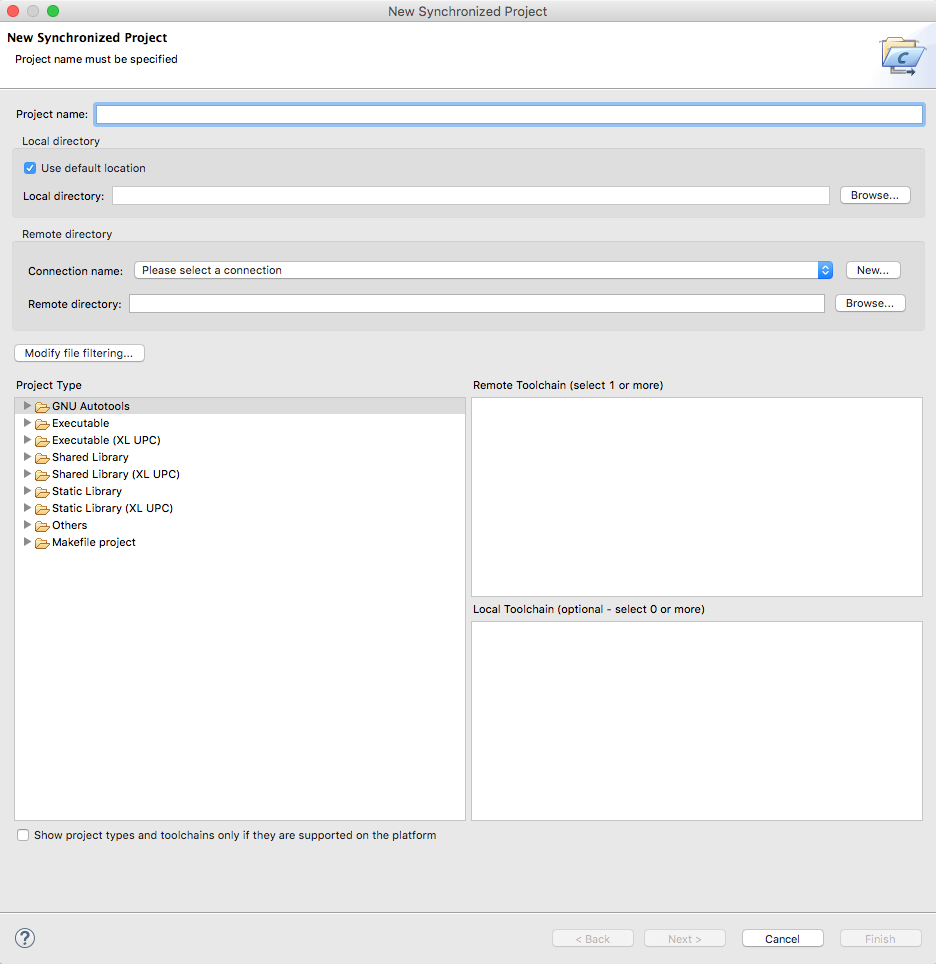 New Synchronized Project
New Synchronized Project
Project name must be specified
C
Project name:
Local directory
Use default location
Local directory: Browse...
Remote directory
Connection name: Please select a connection New...
Remote directory: Browse...
Modify file filtering...
Project Type
GNU Autotools
Executable
Executable (XL UPC)
Shared Library
Shared Library (XL UPC)
Static Library
Static Library (XL UPC)
Others
Makefile project
Remote Toolchain (select 1 or more)
Local Toolchain (optional - select 0 or more)
Show project types and toolchains only if they are supported on the platform
? < Back Next > Cancel Finish